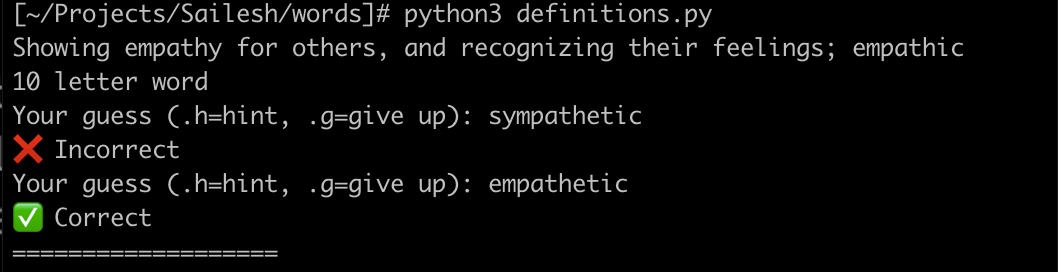 [~/Projects/Sailesh/words]# python3 definitions.py
Showing empathy for others, and recognizing their feelings; empathic
10 letter word
Your guess (.h=hint, .g=give up): sympathetic
❌ Incorrect
Your guess (.h=hint, .g=give up): empathetic
✅ Correct
===================